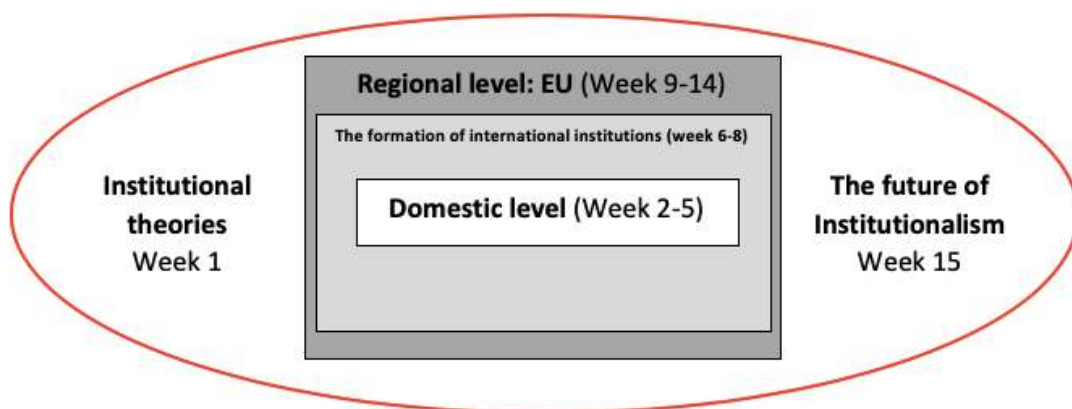 Regional level: EU (Week 9-14)
The formation of international institutions (week 6-8)
Domestic level (Week 2-5)
Institutional
theories
Week 1
The future of
Institutionalism
Week 15